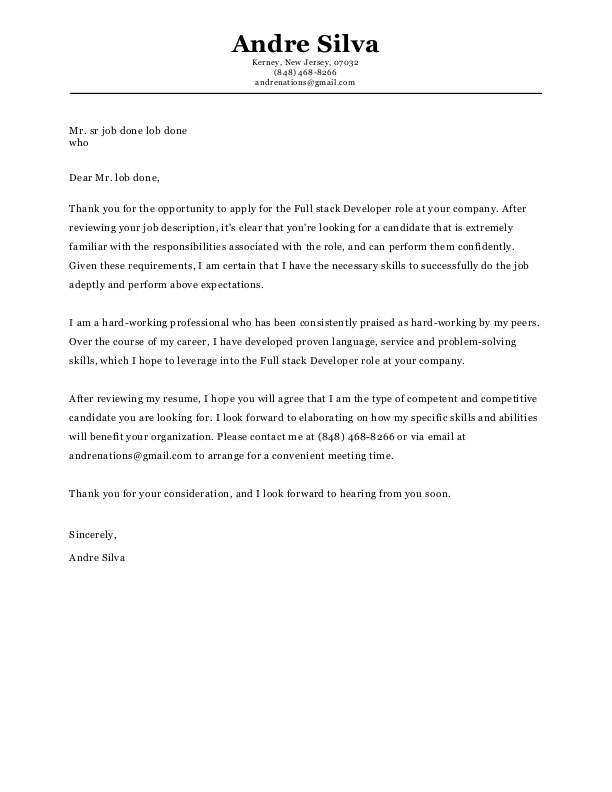 Andre Silva
Kerney, New Jersey, 07032
(848) 468-8266
andrenations@gmail.com
Mr. sr job done lob done
who
Dear Mr. lob done,
Thank you for the opportunity to apply for the Full stack Developer role at your company. After
reviewing your job description, it's clear that you're looking for a candidate that is extremely
familiar with the responsibilities associated with the role, and can perform them confidently.
Given these requirements, I am certain that I have the necessary skills to successfully do the job
adeptly and perform above expectations.
I am a hard-working professional who has been consistently praised as hard-working by my peers.
Over the course of my career, I have developed proven language, service and problem-solving
skills, which I hope to leverage into the Full stack Developer role at your company.
After reviewing my resume, I hope you will agree that I am the type of competent and competitive
candidate you are looking for. I look forward to elaborating on how my specific skills and abilities
will benefit your organization. Please contact me at (848) 468-8266 or via email at
andrenations@gmail.com to arrange for a convenient meeting time.
Thank you for your consideration, and I look forward to hearing from you soon.
Sincerely,
Andre Silva